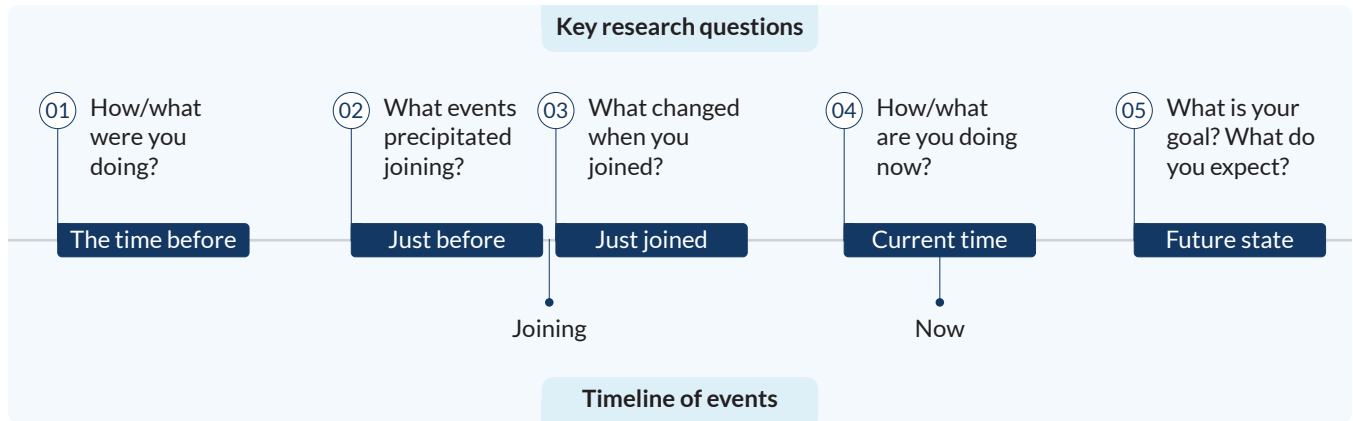 Key research questions
01
How/what
were you
doing?
02
What events
precipitated
joining?
03
What changed
when you
joined?
04
How/what
are you doing
now?
05
What is your
goal? What do
you expect?
The time before
Just before
Just joined
Current time
Future state
Joining
Now
Timeline of events